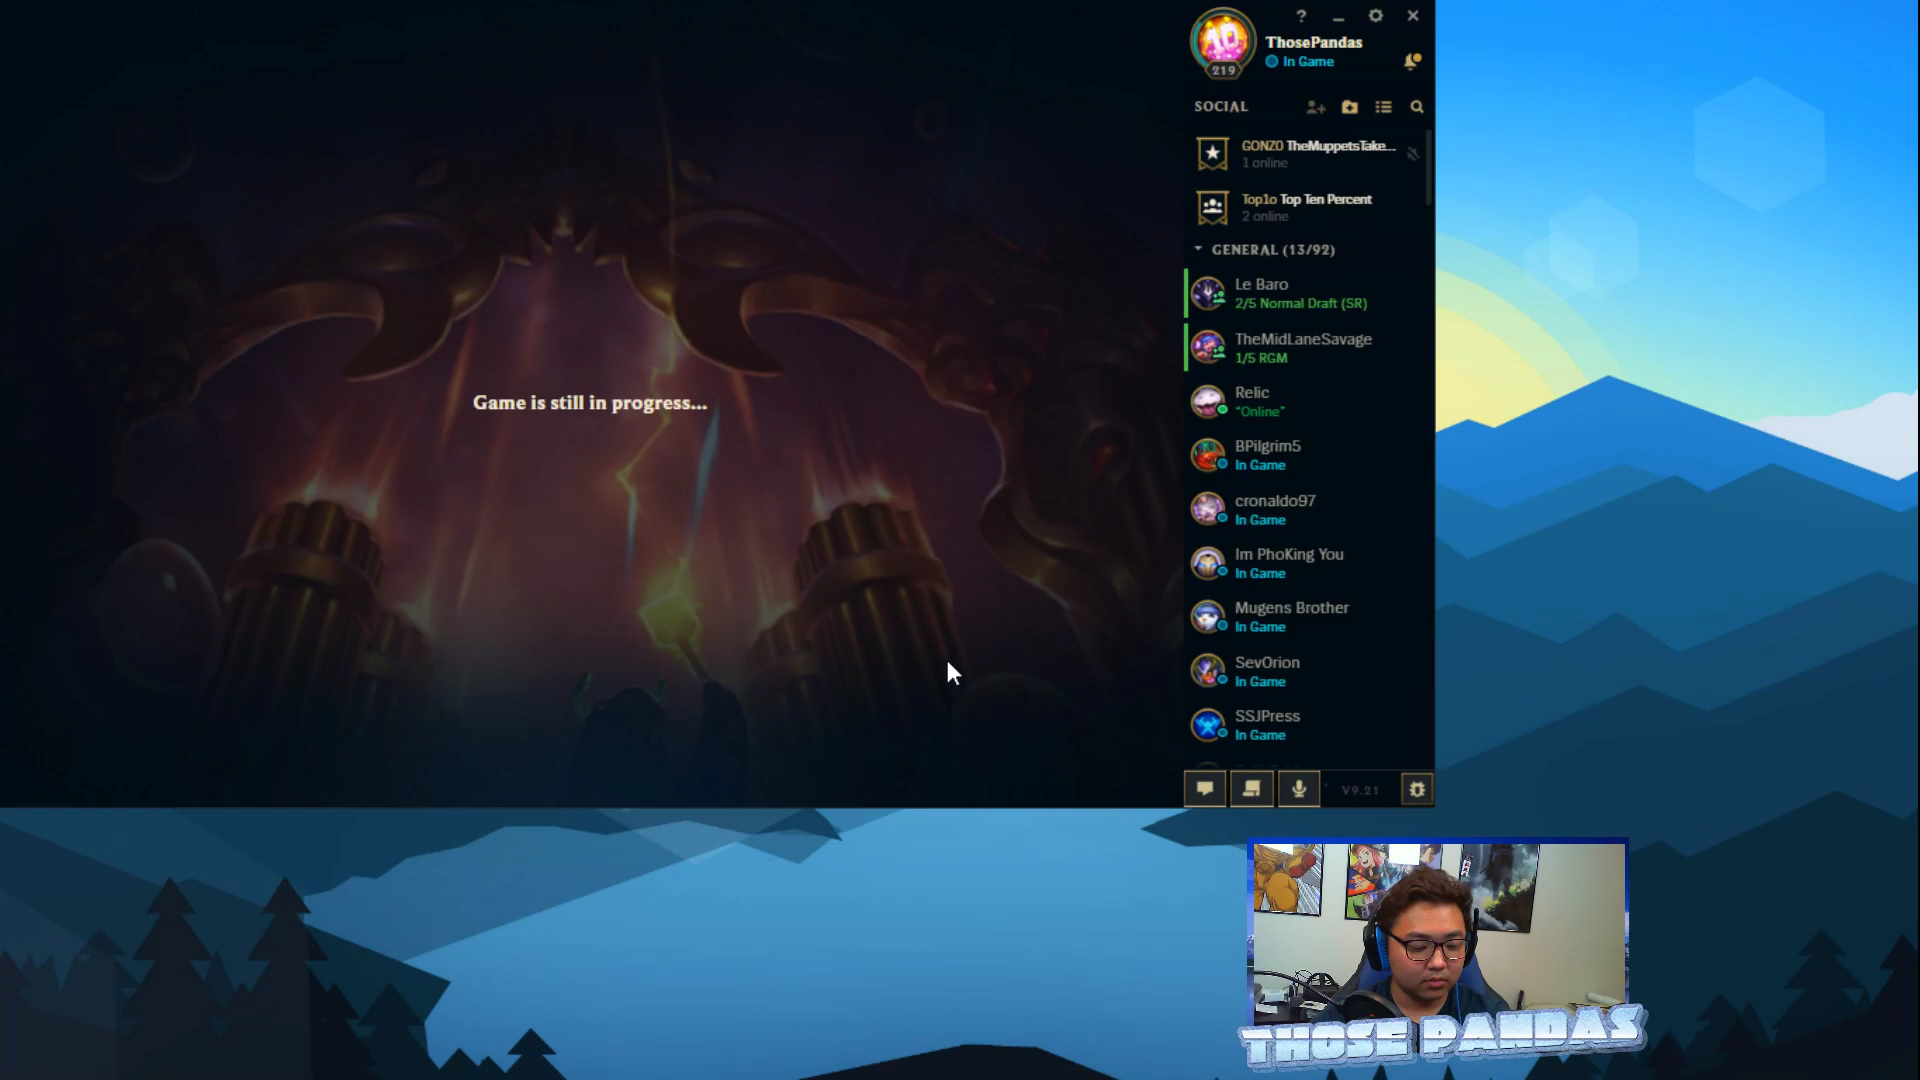 ThosePandas
219
In Game
SOCIAL
GONZO TheMuppetsTake...
1 online
Top1o Top Ten Percent
2 online
GENERAL (13/92)
Le Baro
2/5 Normal Draft (SR)
TheMidLaneSavage
1/5 RGM
Relic
"Online"
BPilgrim5
In Game
cronaldo97
In Game
Im PhoKing You
In Game
Mugens Brother
In Game
SevOrion
In Game
SSJPress
In Game
V9.21
Game is still in progress...
THOSE PANDAS